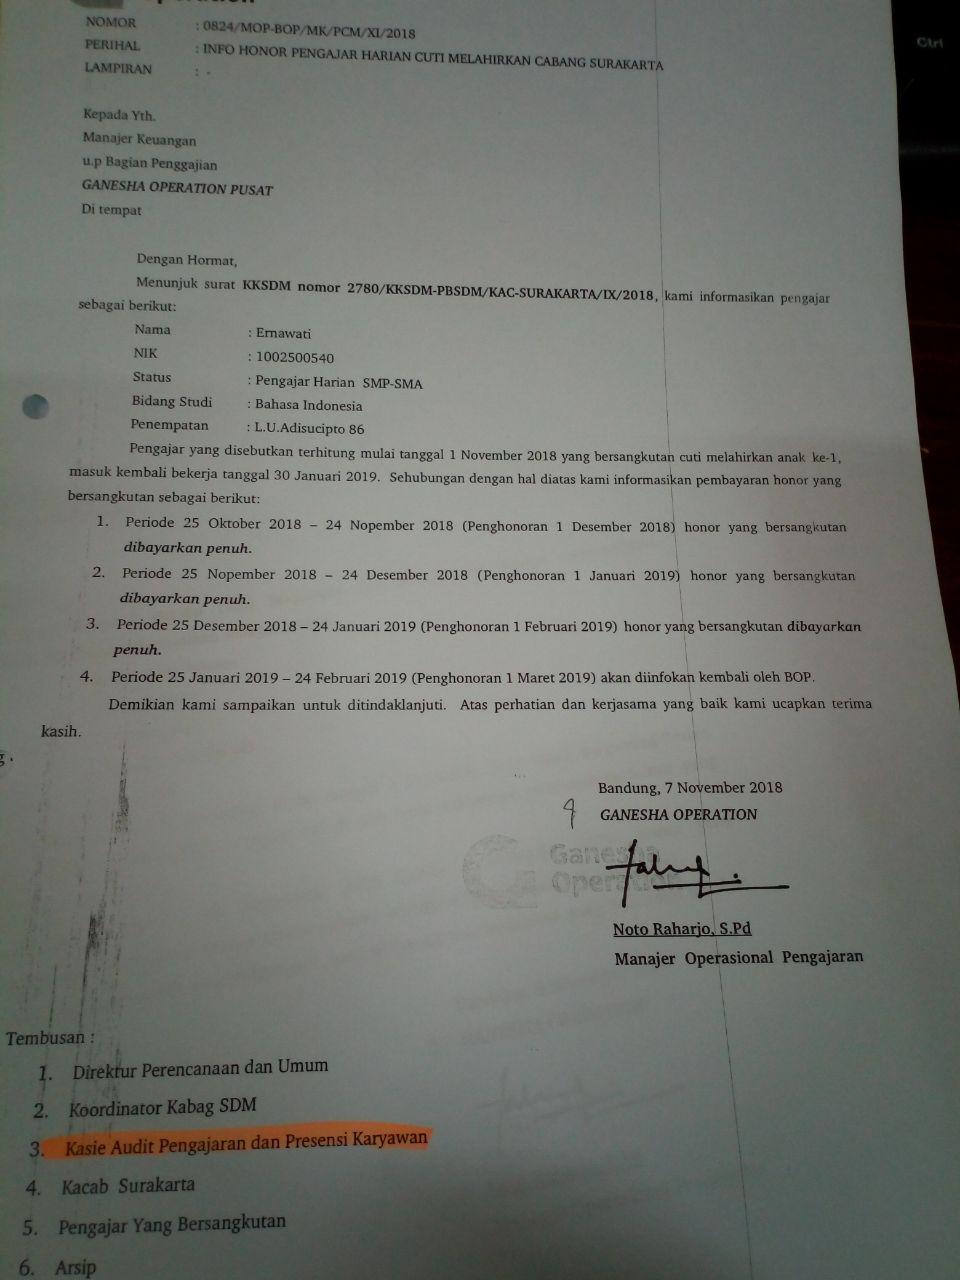 NOMOR : 0824/MOP-BOP/MK/PCM/XI/2018
PERIHAL : INFO HONOR PENGAJAR HARIAN CUTI MELAHIRKAN CABANG SURAKARTA
LAMPIRAN : -
Kepada Yth.
Manajer Keuangan
u.p Bagian Penggajian
GANESHA OPERATION PUSAT
Di tempat
Dengan Hormat,
Menunjuk surat KKSDM nomor 2780/KKSDM-PBSDM/KAC-SURAKARTA/IX/2018, kami informasikan pengajar
sebagai berikut:
Nama : Ernawati
NIK : 1002500540
Status : Pengajar Harian SMP-SMA
Bidang Studi : Bahasa Indonesia
Penempatan : L.U.Adisucipto 86
Pengajar yang disebutkan terhitung mulai tanggal 1 November 2018 yang bersangkutan cuti melahirkan anak ke-1,
masuk kembali bekerja tanggal 30 Januari 2019. Sehubungan dengan hal diatas kami informasikan pembayaran honor yang
bersangkutan sebagai berikut:
1. Periode 25 Oktober 2018 – 24 Nopember 2018 (Penghonoran 1 Desember 2018) honor yang bersangkutan
dibayarkan penuh.
2. Periode 25 Nopember 2018 – 24 Desember 2018 (Penghonoran 1 Januari 2019) honor yang bersangkutan
dibayarkan penuh.
3. Periode 25 Desember 2018 – 24 Januari 2019 (Penghonoran 1 Februari 2019) honor yang bersangkutan dibayarkan
penuh.
4. Periode 25 Januari 2019 – 24 Februari 2019 (Penghonoran 1 Maret 2019) akan diinfokan kembali oleh BOP.
Demikian kami sampaikan untuk ditindaklanjuti. Atas perhatian dan kerjasama yang baik kami ucapkan terima
kasih.
Bandung, 7 November 2018
GANESHA OPERATION
Ganesha
Operation
Noto Raharjo, S.Pd
Manajer Operasional Pengajaran
Tembusan :
1. Direktur Perencanaan dan Umum
2. Koordinator Kabag SDM
3. Kasie Audit Pengajaran dan Presensi Karyawan
4. Kacab Surakarta
5. Pengajar Yang Bersangkutan
6. Arsip
Ctrl